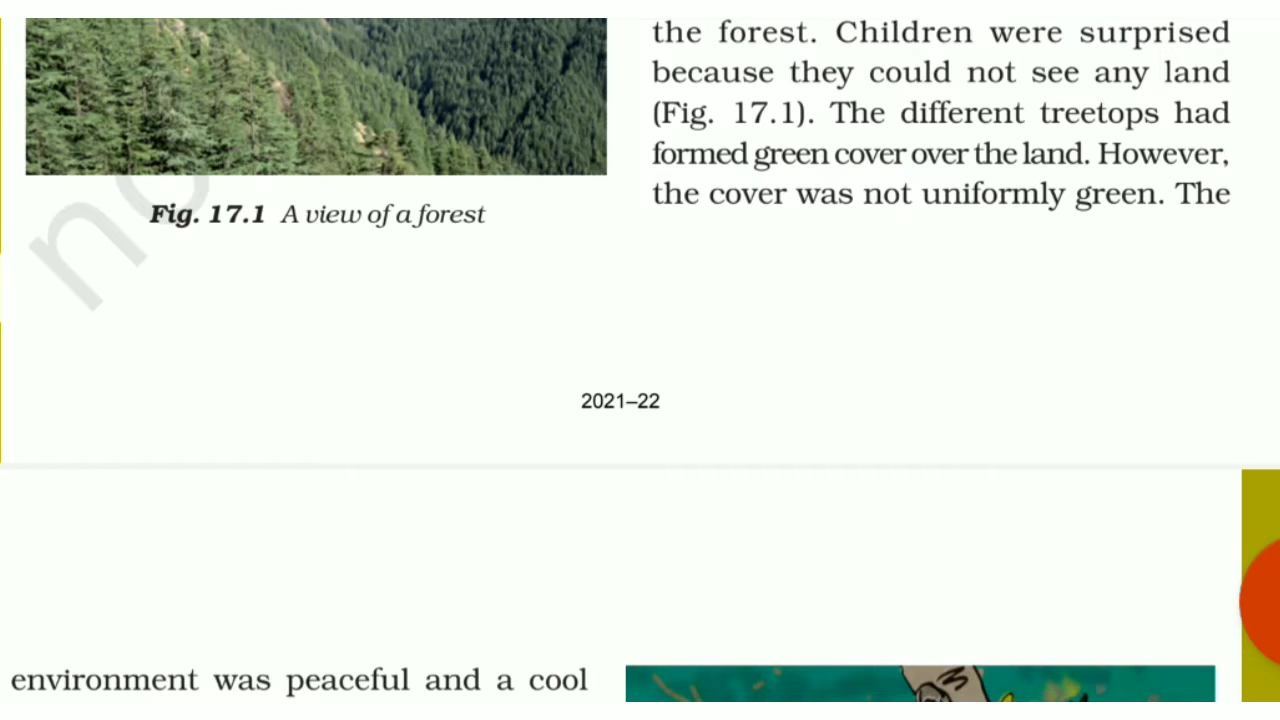 the forest. Children were surprised
because they could not see any land
(Fig. 17.1). The different treetops had
formed green cover over the land. However,
the cover was not uniformly green. The
Fig. 17.1 A view of a forest
2021–22
environment was peaceful and a cool